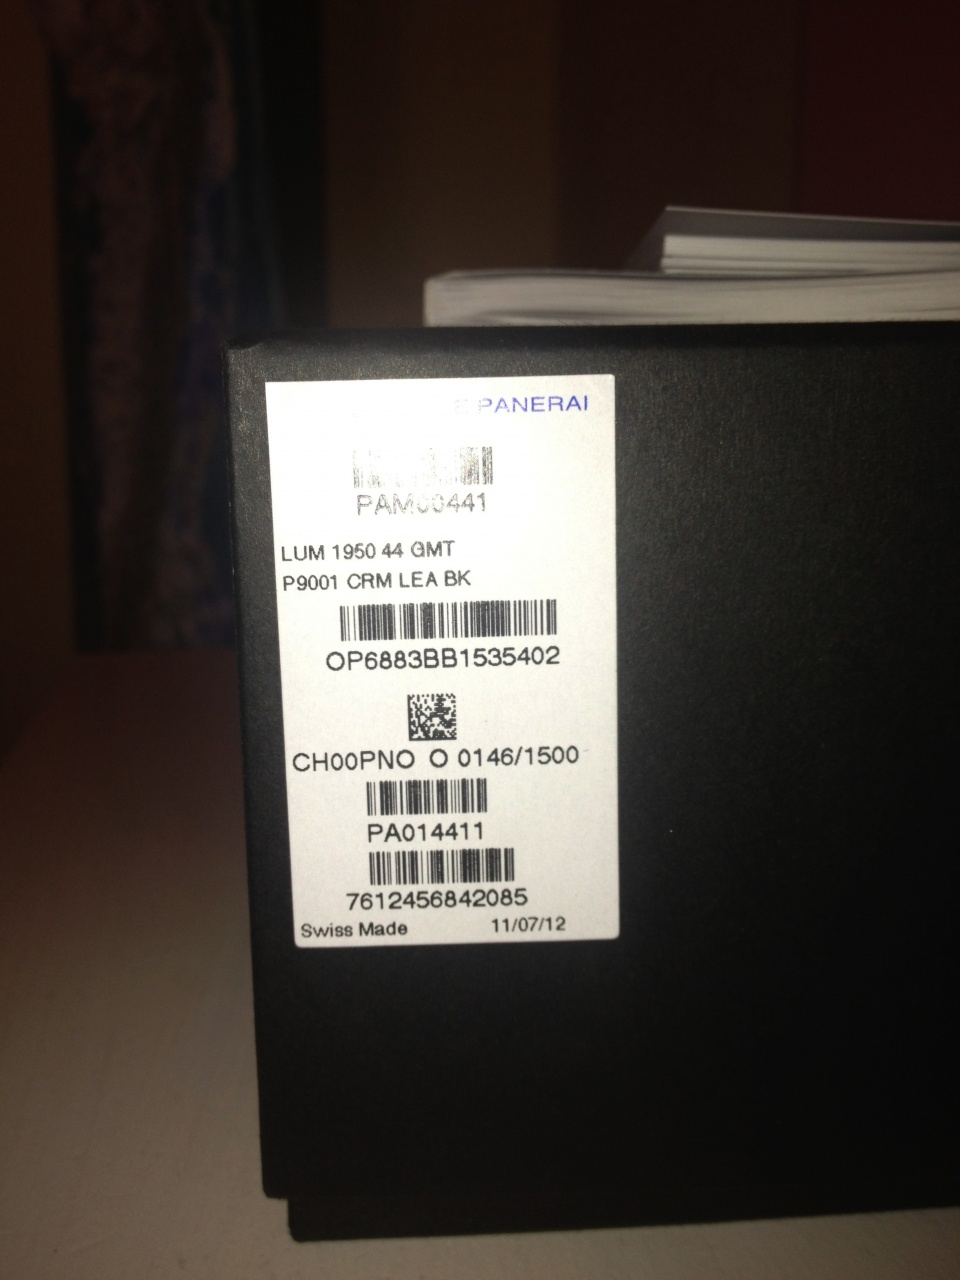 E PANERAI
PAM00441
LUM 1950 44 GMT
P9001 CRM LEA BK
OP6883BB1535402
CH00PNO O 0146/1500
PA014411
7612456842085
Swiss Made 11/07/12